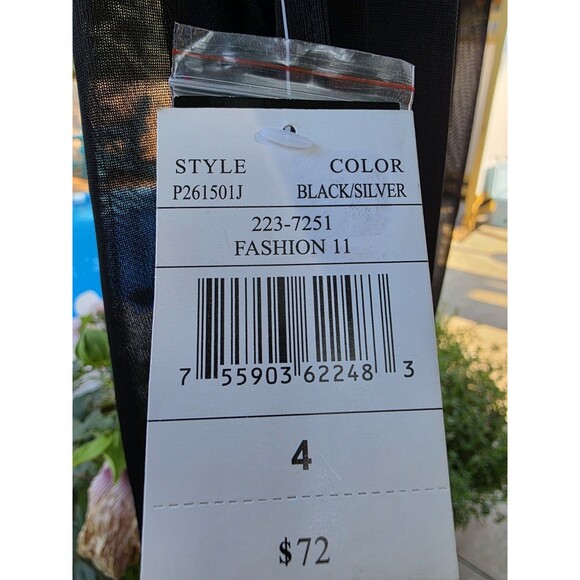 STYLE COLOR
P261501J BLACK/SILVER
223-7251
FASHION 11
7 55903 62248 3
4
$72